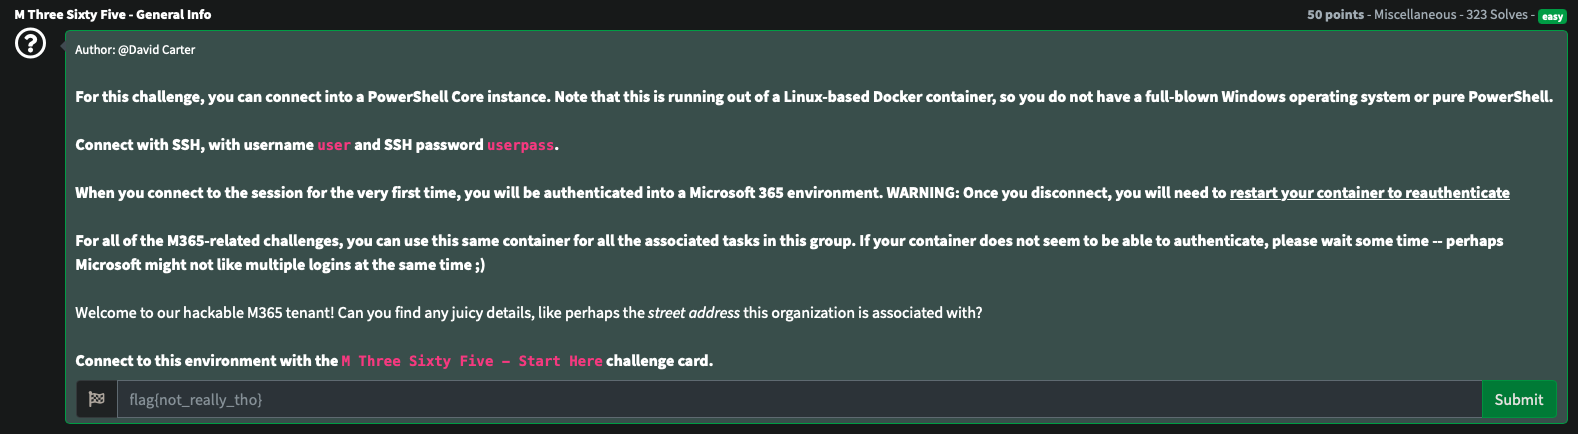 M Three Sixty Five - General Info
50 points - Miscellaneous - 323 Solves - easy
Author: @David Carter
For this challenge, you can connect into a PowerShell Core instance. Note that this is running out of a Linux-based Docker container, so you do not have a full-blown Windows operating system or pure PowerShell.
Connect with SSH, with username user and SSH password userpass.
When you connect to the session for the very first time, you will be authenticated into a Microsoft 365 environment. WARNING: Once you disconnect, you will need to restart your container to reauthenticate
For all of the M365-related challenges, you can use this same container for all the associated tasks in this group. If your container does not seem to be able to authenticate, please wait some time -- perhaps
Microsoft might not like multiple logins at the same time ;)
Welcome to our hackable M365 tenant! Can you find any juicy details, like perhaps the street address this organization is associated with?
Connect to this environment with the M Three Sixty Five – Start Here challenge card.
flag{not_really_tho}
Submit